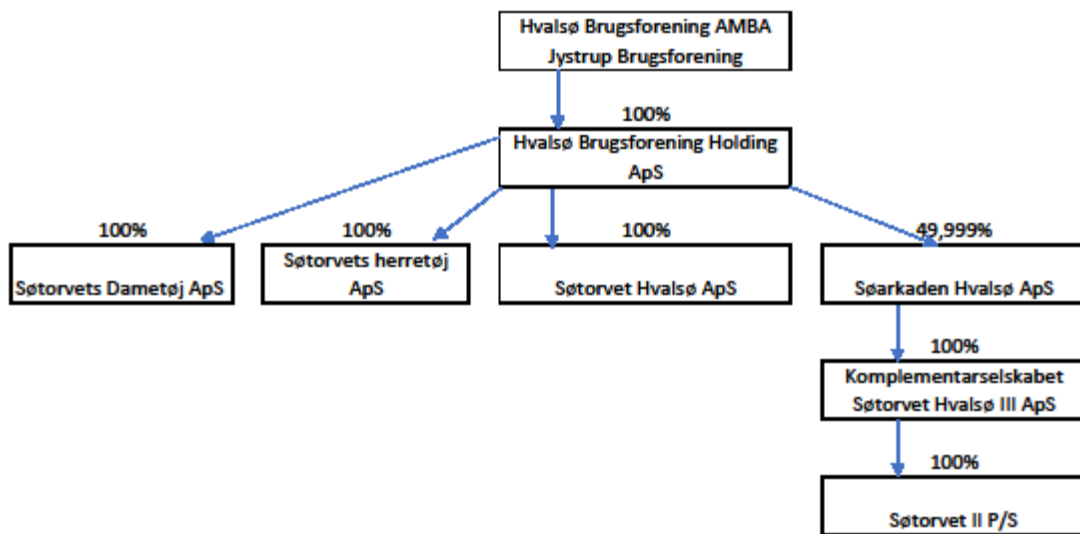 Hvalsø Brugsforening AMBA
Jystrup Brugsforening
100%
Hvalsø Brugsforening Holding
ApS
100%
Søtorvets Dametøj ApS
100%
Søtorvets herretøj
ApS
100%
Søtorvet Hvalsø ApS
49,999%
Søarkaden Hvalsø ApS
100%
Komplementarselskabet
Søtorvet Hvalsø III ApS
100%
Søtorvet II P/S